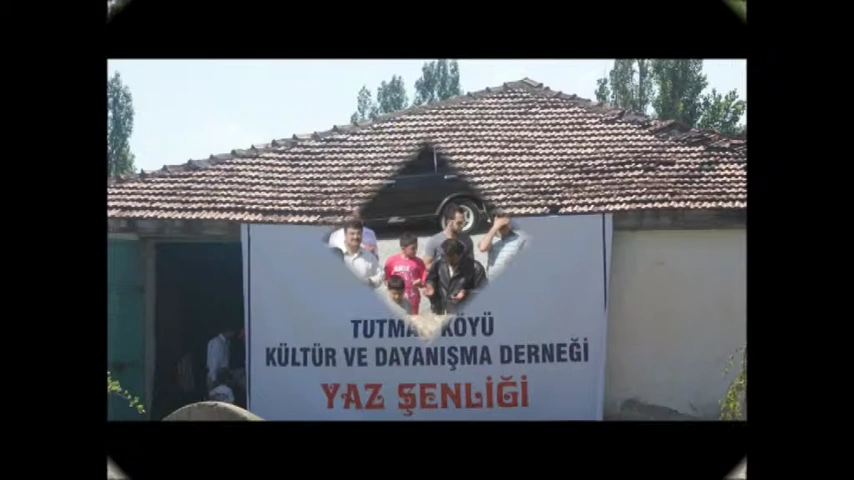 KÖYÜ
KÜLTÜR VE DAYANIŞMA DERNEĞİ
YAZ ŞENLİĞİ